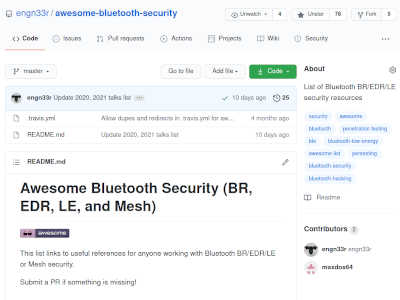 engn33r / awesome-bluetooth-security
Unwatch 4 Unstar 76 Fork 5
Code Issues Pull requests Actions Projects Wiki Security
master Go to file Add file Code
engn33r Update 2020, 2021 talks list 10 days ago 25
.travis.yml Allow dupes and redirects in .travis.yml for aw... 4 months ago
README.md Update 2020, 2021 talks list 10 days ago
README.md
Awesome Bluetooth Security (BR,
EDR, LE, and Mesh)
awesome
This list links to useful references for anyone working with Bluetooth BR/EDR/LE
or Mesh security.
Submit a PR if something is missing!
About
List of Bluetooth BR/EDR/LE
security resources
security awesome
bluetooth penetration testing
ble bluetooth-low-energy
awesome-list pentesting
bluetooth-security
bluetooth-hacking
Readme
Contributors 2
engn33r engn33r
maxdos64